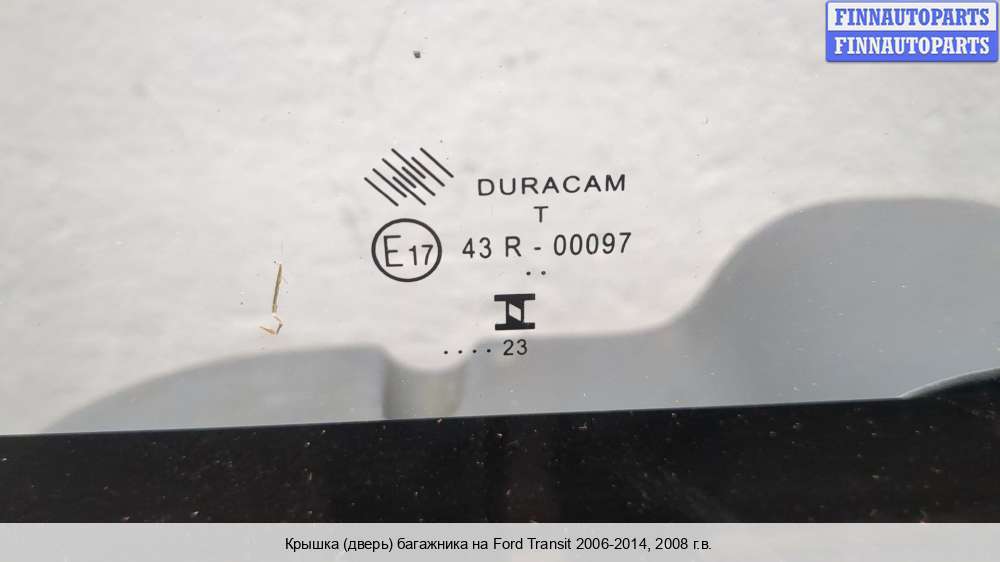 FINNAUTOPARTS
FINNAUTOPARTS
DURACAM
T
E17 43 R - 00097
. .
. . . . 23
Крышка (дверь) багажника на Ford Transit 2006-2014, 2008 г.в.